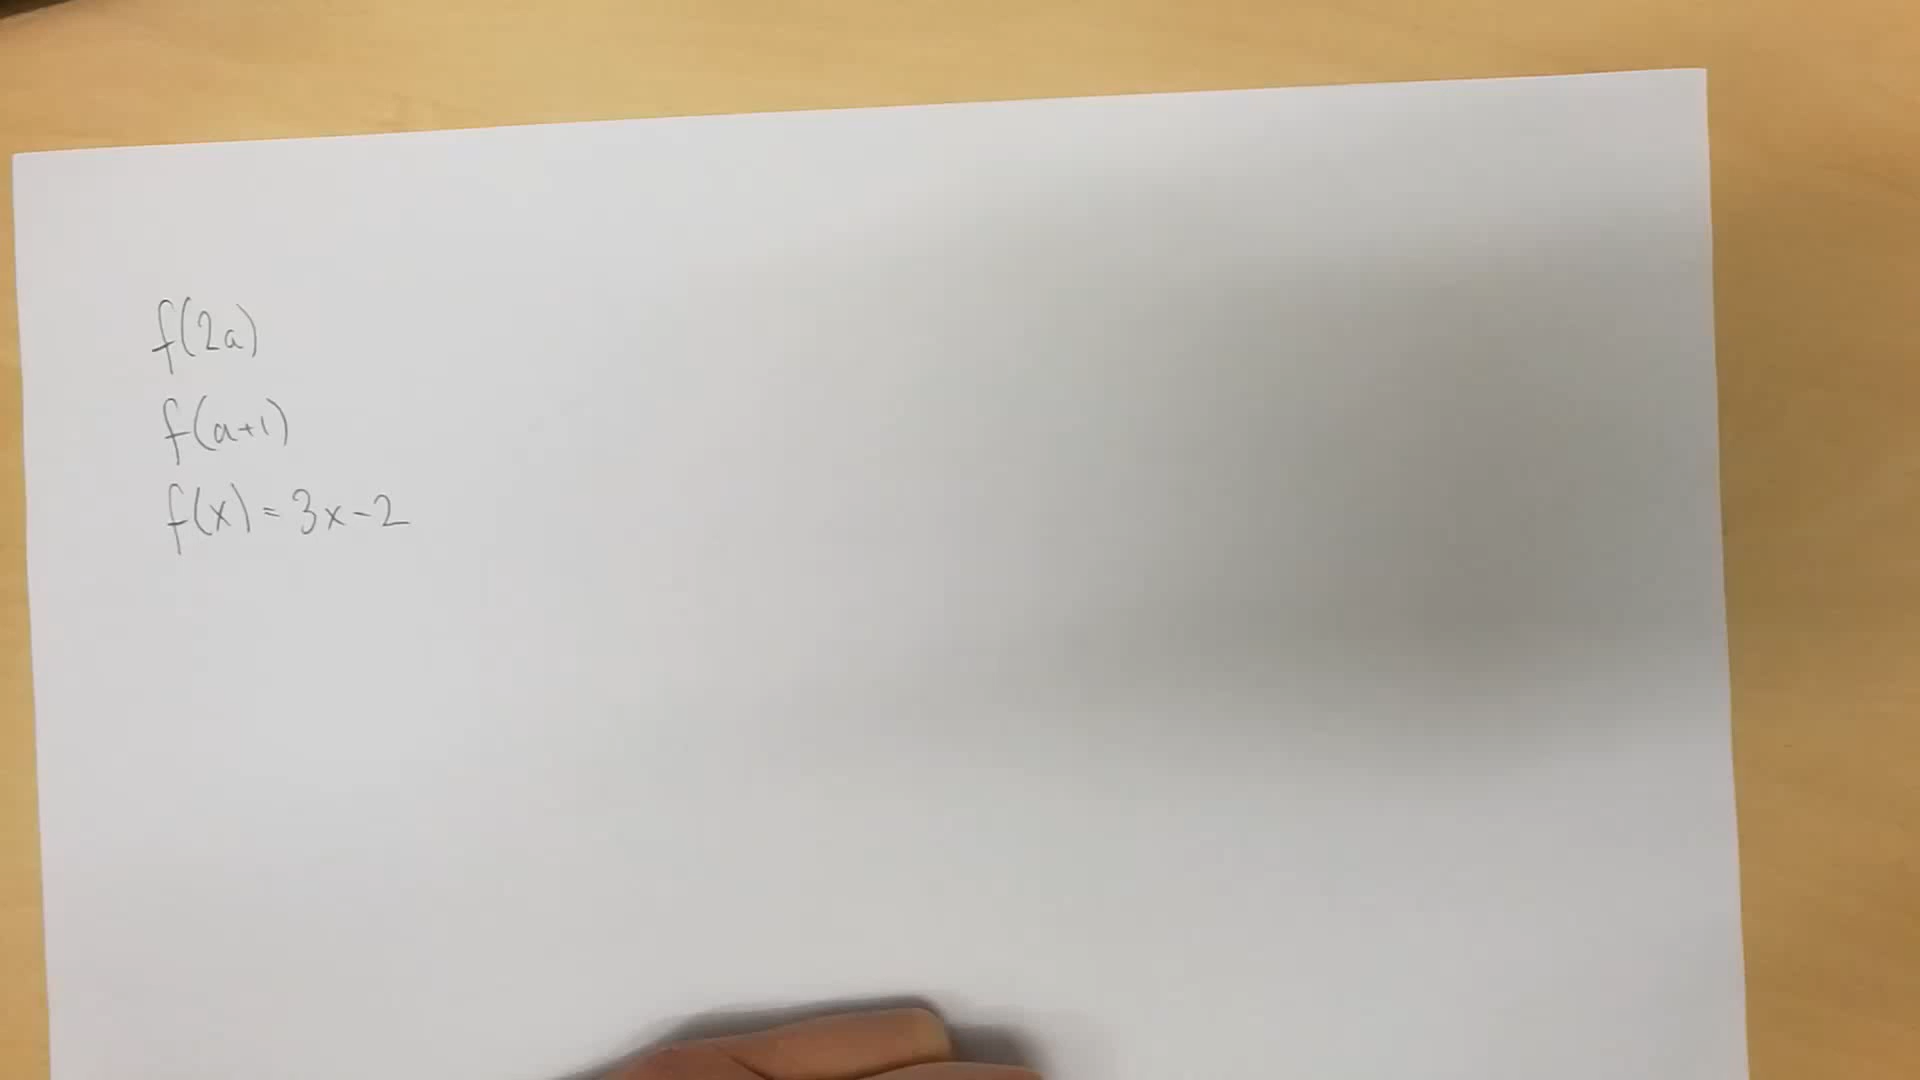 f(2a)
f(a+1)
f(x) = 3x - 2